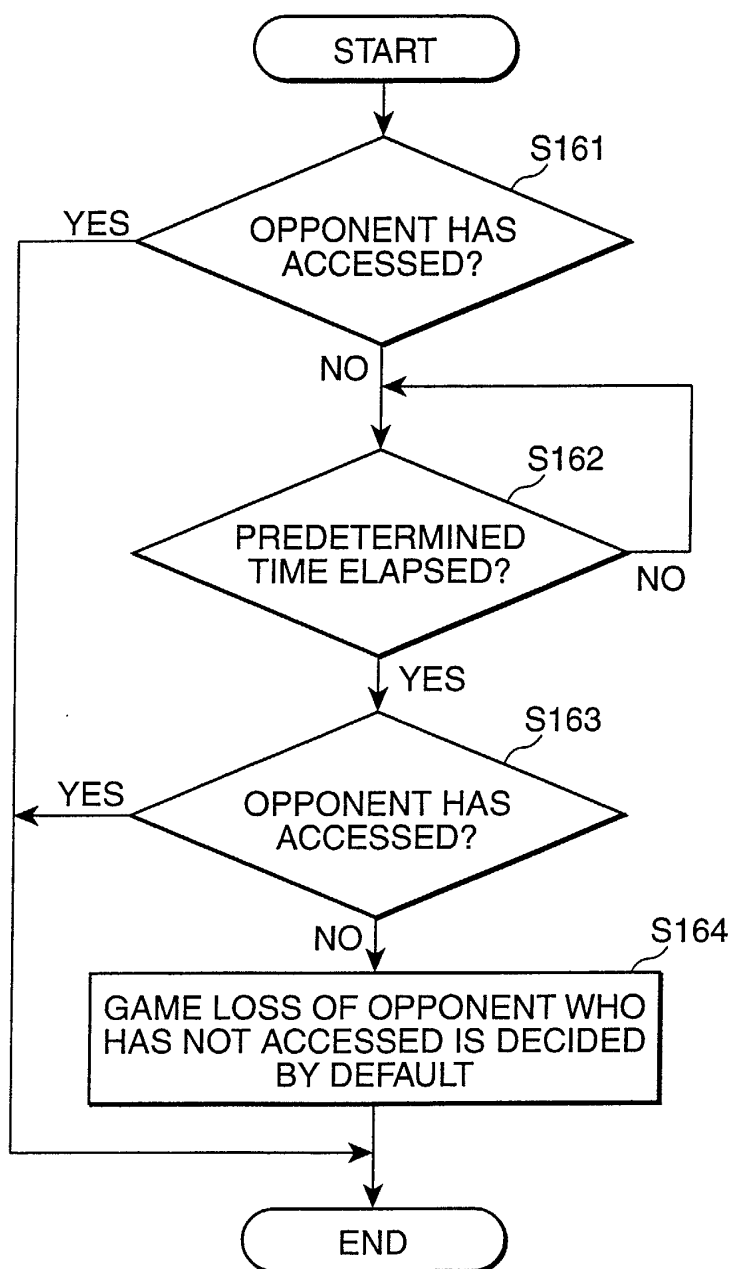 START
S161
YES
OPPONENT HAS
ACCESSED?
NO
S162
PREDETERMINED
TIME ELAPSED?
NO
YES
S163
YES
OPPONENT HAS
ACCESSED?
NO
S164
GAME LOSS OF OPPONENT WHO
HAS NOT ACCESSED IS DECIDED
BY DEFAULT
END